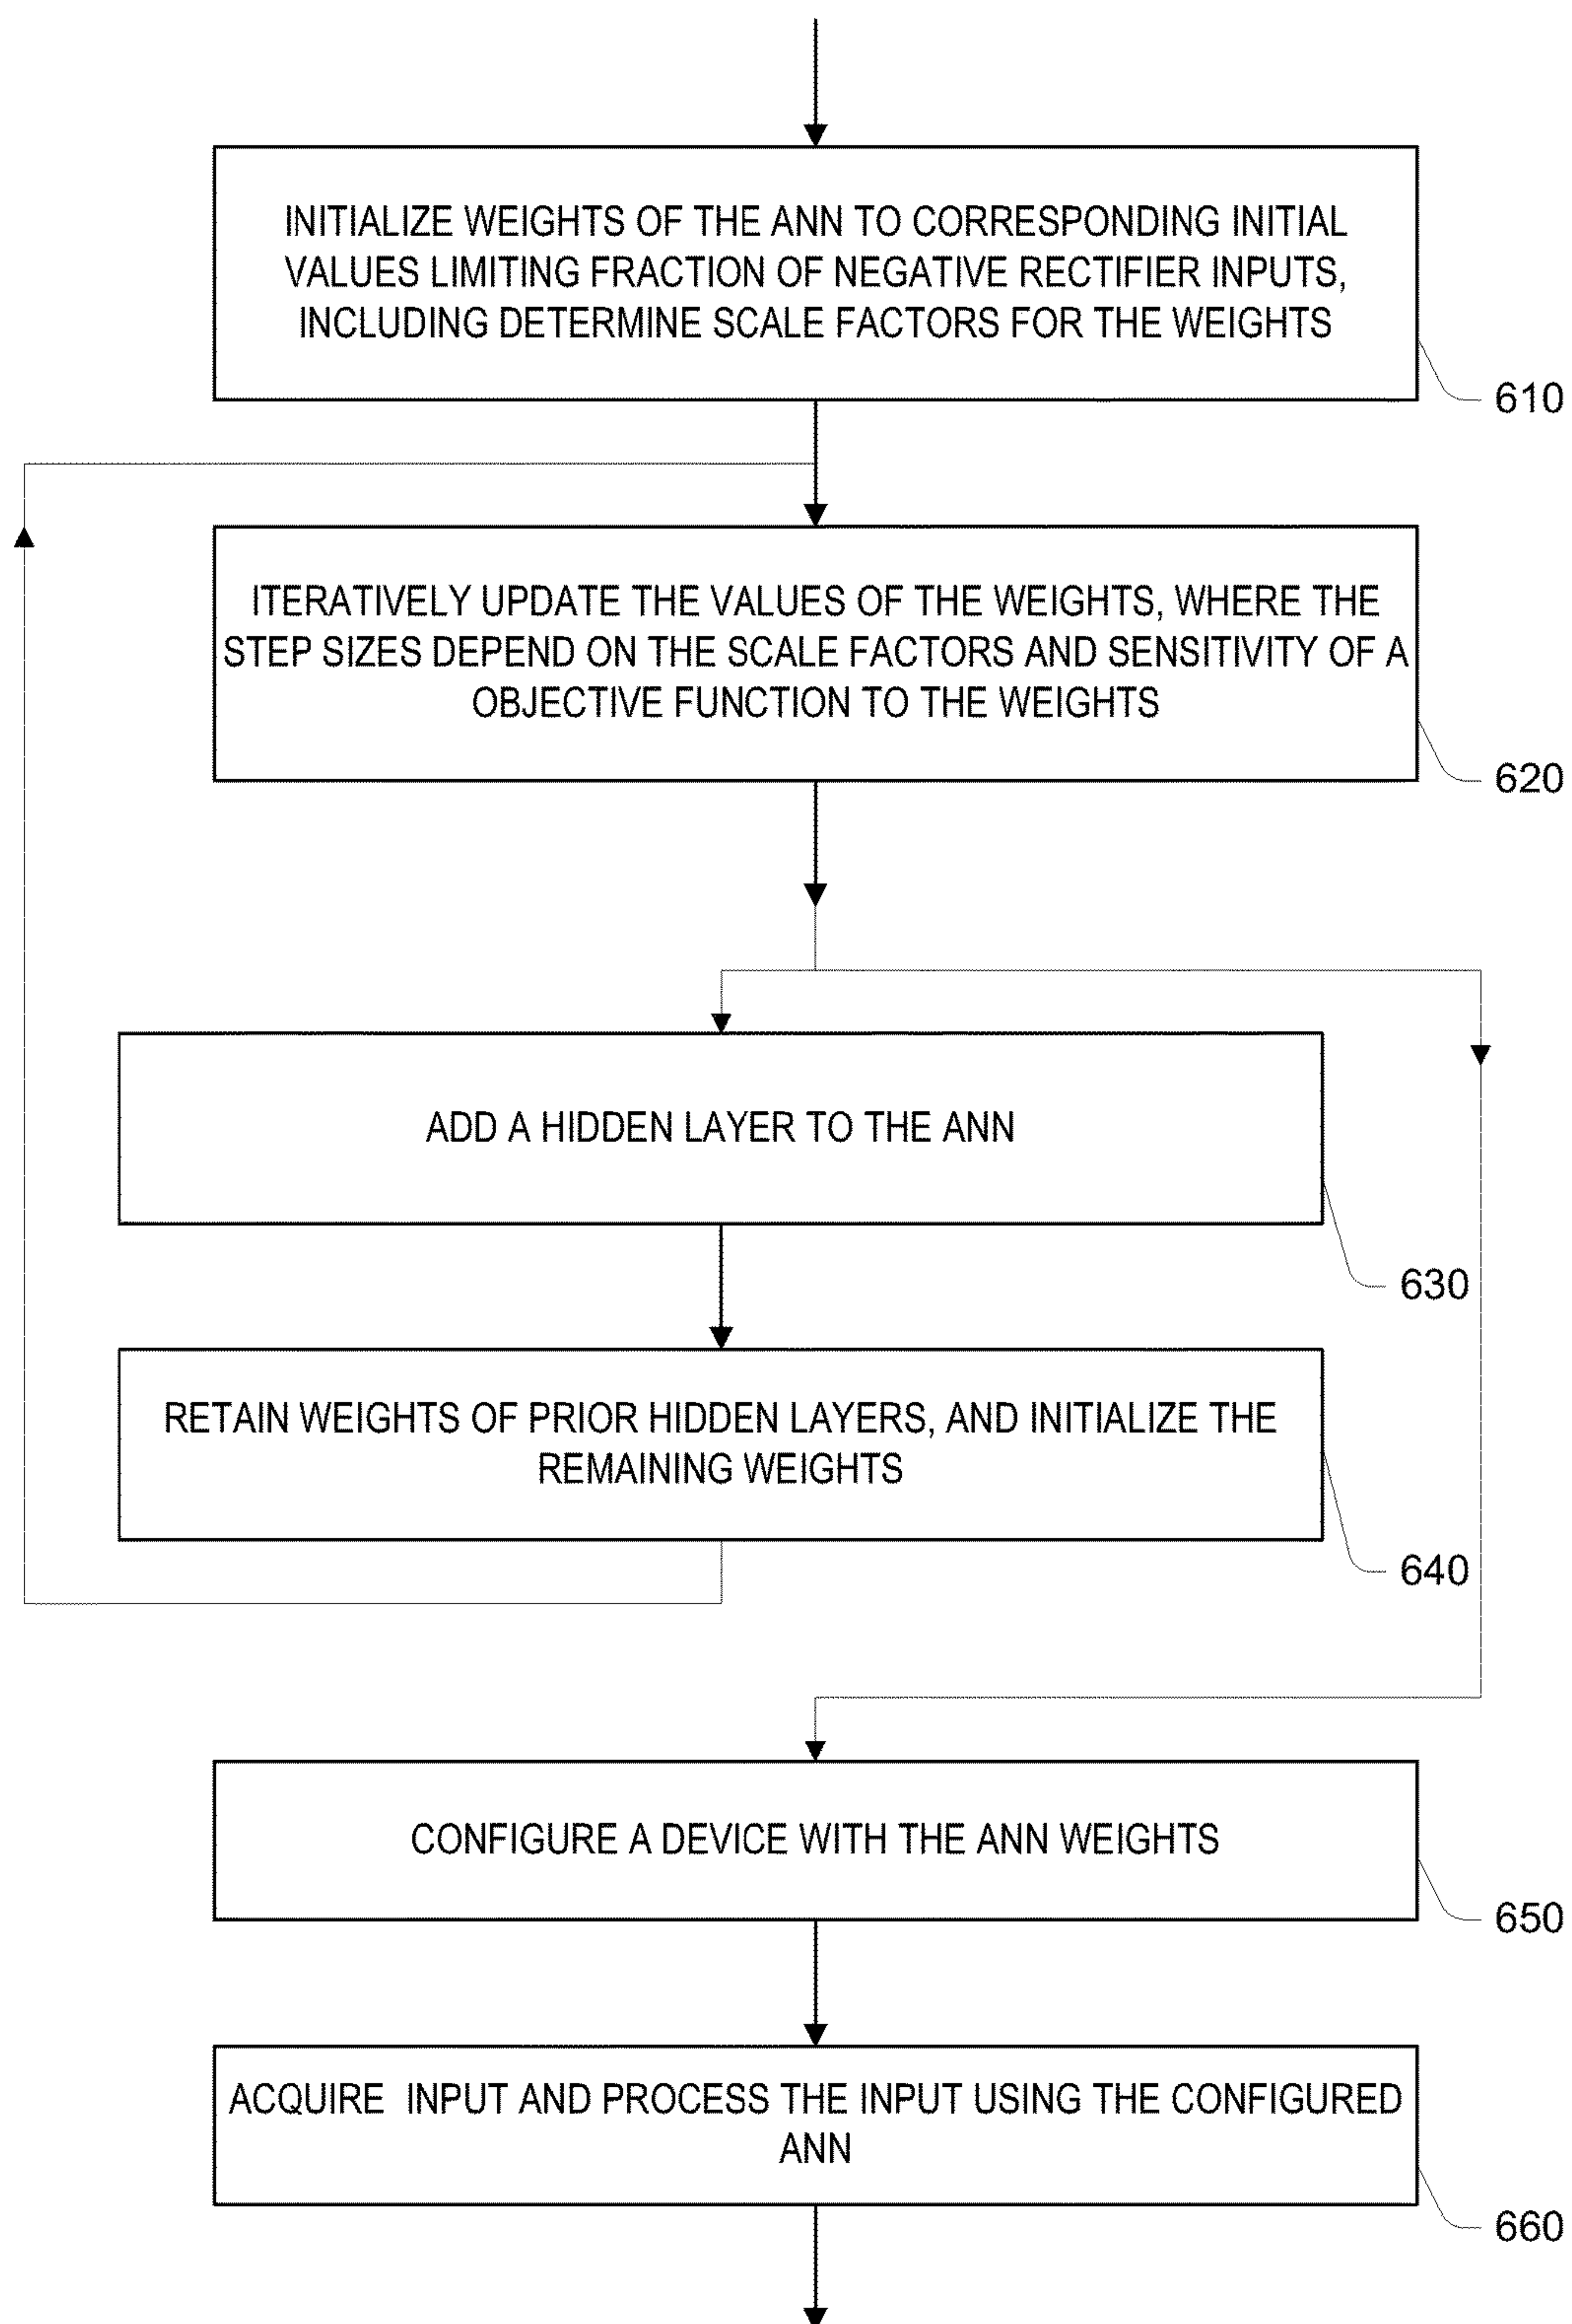 INITIALIZE WEIGHTS OF THE ANN TO CORRESPONDING INITIAL
VALUES LIMITING FRACTION OF NEGATIVE RECTIFIER INPUTS,
INCLUDING DETERMINE SCALE FACTORS FOR THE WEIGHTS
610
ITERATIVELY UPDATE THE VALUES OF THE WEIGHTS, WHERE THE
STEP SIZES DEPEND ON THE SCALE FACTORS AND SENSITIVITY OF A
OBJECTIVE FUNCTION TO THE WEIGHTS
620
ADD A HIDDEN LAYER TO THE ANN
630
RETAIN WEIGHTS OF PRIOR HIDDEN LAYERS, AND INITIALIZE THE
REMAINING WEIGHTS
640
CONFIGURE A DEVICE WITH THE ANN WEIGHTS
650
ACQUIRE INPUT AND PROCESS THE INPUT USING THE CONFIGURED
ANN
660